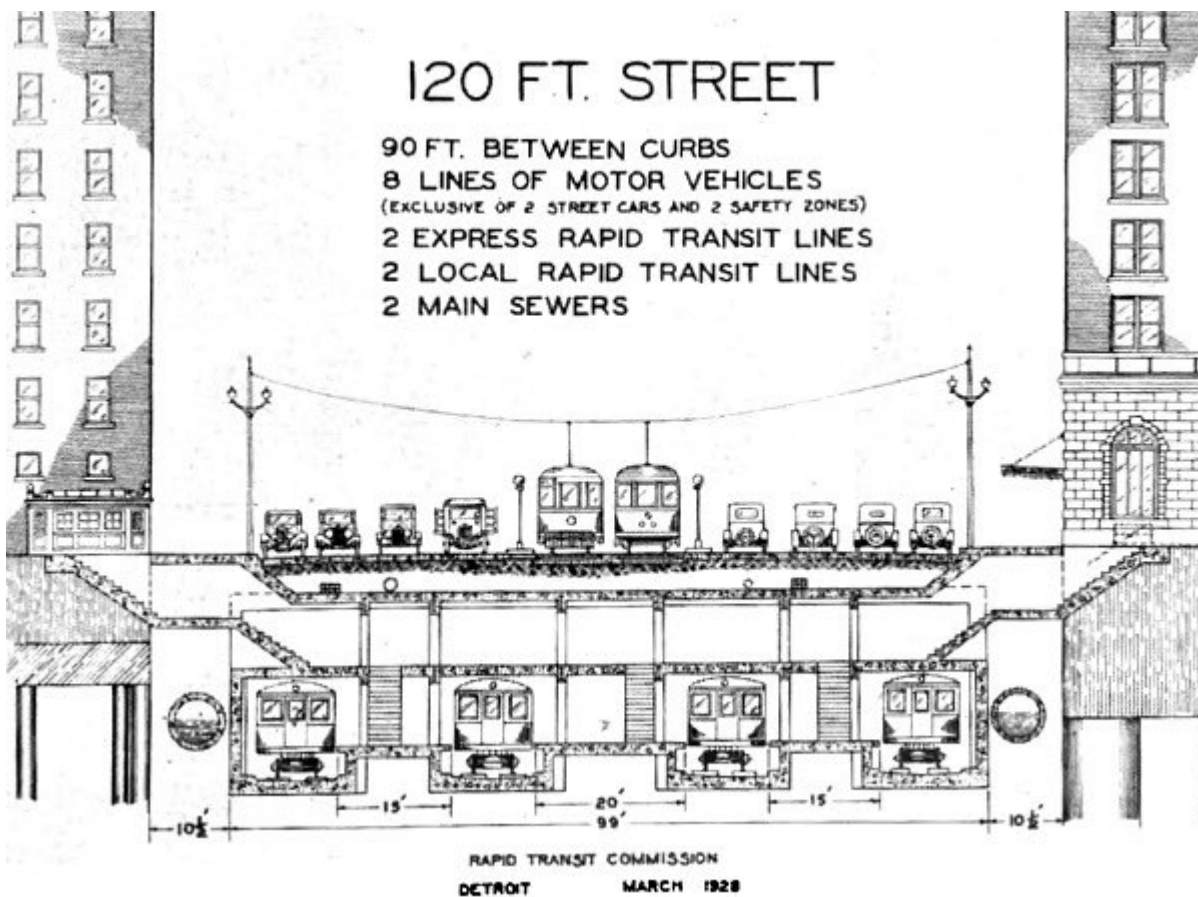 120 FT. STREET
90 FT. BETWEEN CURBS
8 LINES OF MOTOR VEHICLES
(EXCLUSIVE OF 2 STREET CARS AND 2 SAFETY ZONES)
2 EXPRESS RAPID TRANSIT LINES
2 LOCAL RAPID TRANSIT LINES
2 MAIN SEWERS
15' 20' 15'
10½' 99' 10½'
RAPID TRANSIT COMMISSION
DETROIT MARCH 1928